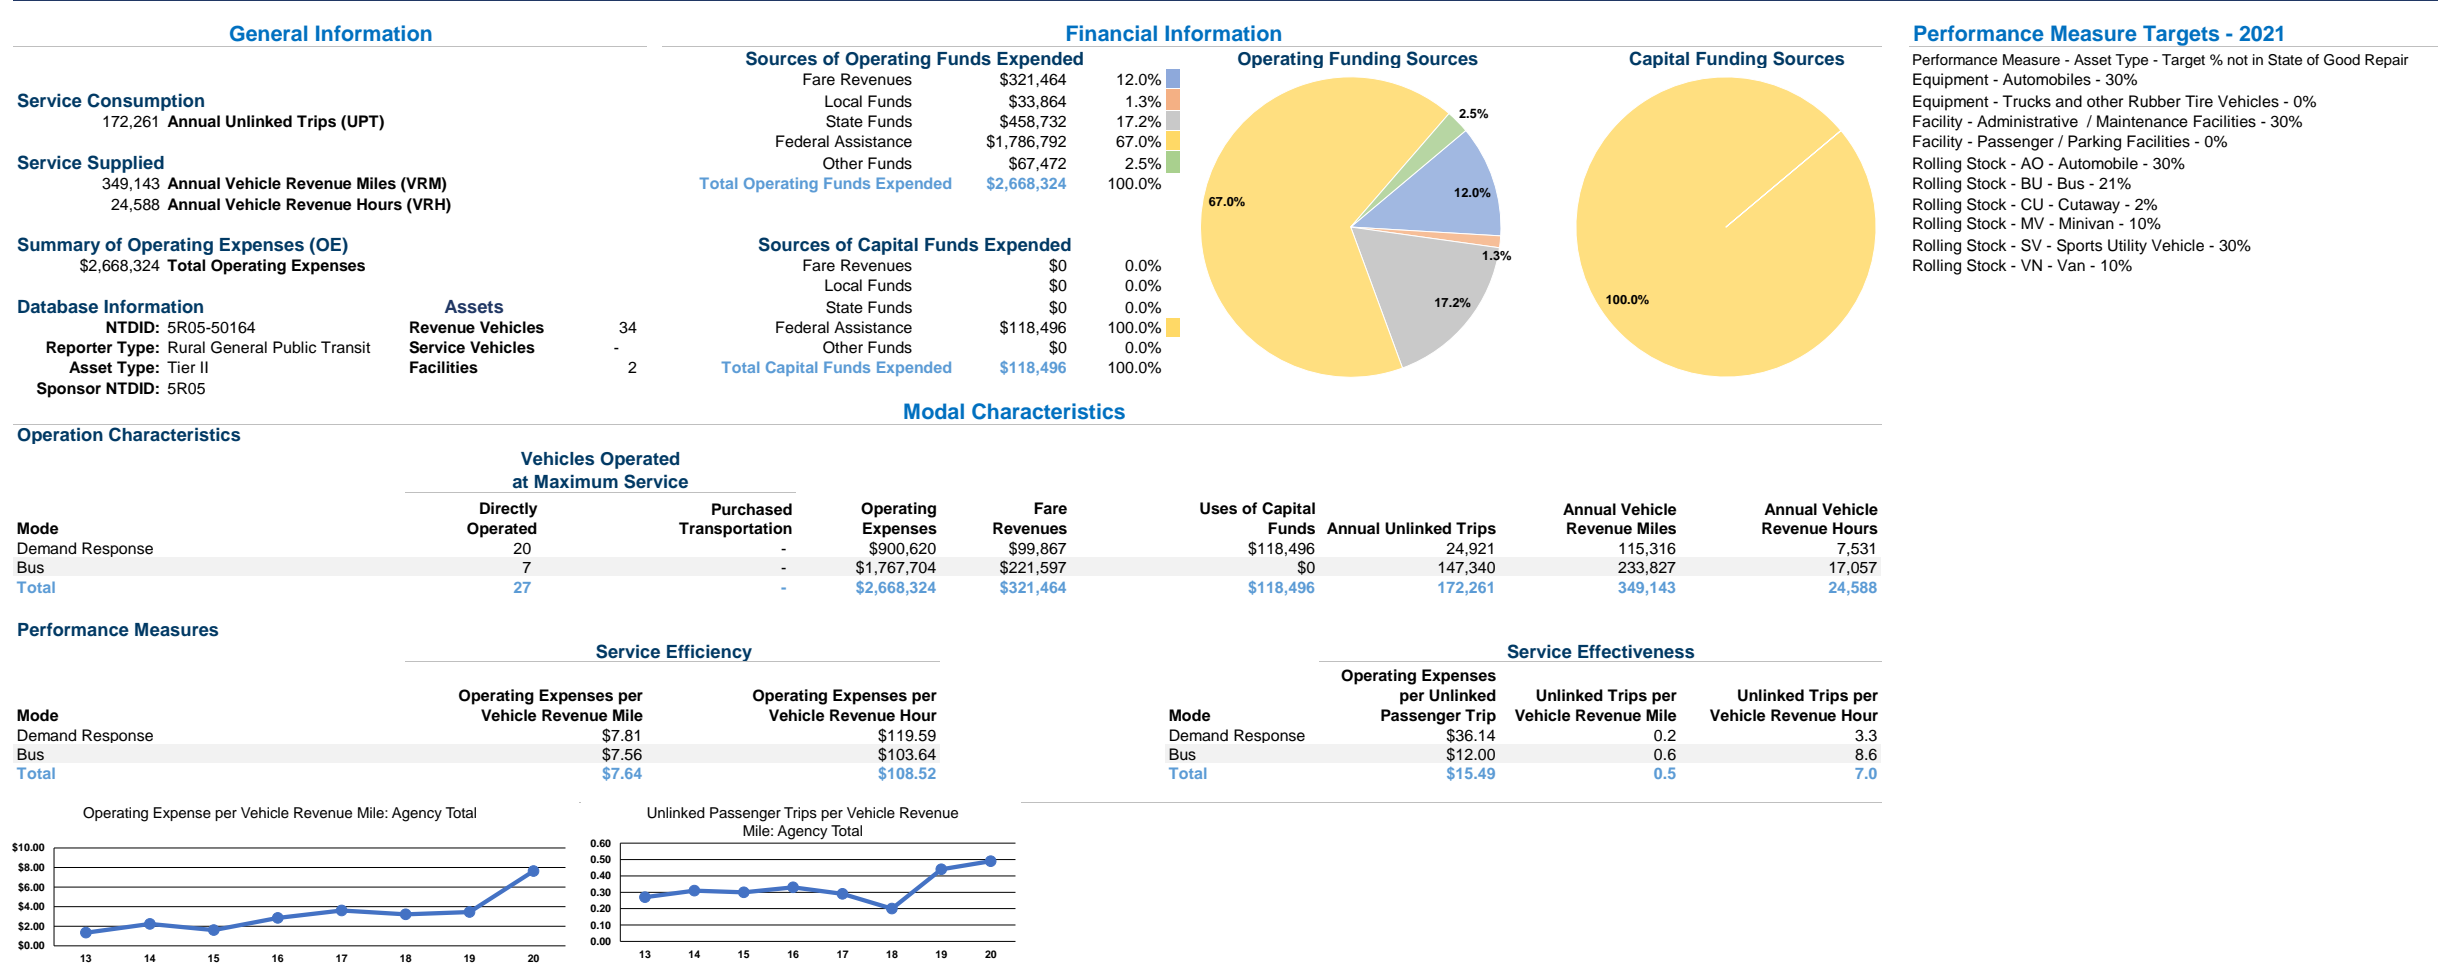 General Information
Service Consumption
172,261 Annual Unlinked Trips (UPT)
Service Supplied
349,143 Annual Vehicle Revenue Miles (VRM)
24,588 Annual Vehicle Revenue Hours (VRH)
Summary of Operating Expenses (OE)
$2,668,324 Total Operating Expenses
Database Information
NTDID: 5R05-50164
Reporter Type: Rural General Public Transit
Asset Type: Tier II
Sponsor NTDID: 5R05
Assets
Revenue Vehicles 34
Service Vehicles -
Facilities 2
Financial Information
Sources of Operating Funds Expended
Fare Revenues $321,464 12.0%
Local Funds $33,864 1.3%
State Funds $458,732 17.2%
Federal Assistance $1,786,792 67.0%
Other Funds $67,472 2.5%
Total Operating Funds Expended $2,668,324 100.0%
Sources of Capital Funds Expended
Fare Revenues $0 0.0%
Local Funds $0 0.0%
State Funds $0 0.0%
Federal Assistance $118,496 100.0%
Other Funds $0 0.0%
Total Capital Funds Expended $118,496 100.0%
Operating Funding Sources
2.5%
12.0%
67.0%
1.3%
17.2%
Capital Funding Sources
100.0%
Performance Measure Targets - 2021
Performance Measure - Asset Type - Target % not in State of Good Repair
Equipment - Automobiles - 30%
Equipment - Trucks and other Rubber Tire Vehicles - 0%
Facility - Administrative / Maintenance Facilities - 30%
Facility - Passenger / Parking Facilities - 0%
Rolling Stock - AO - Automobile - 30%
Rolling Stock - BU - Bus - 21%
Rolling Stock - CU - Cutaway - 2%
Rolling Stock - MV - Minivan - 10%
Rolling Stock - SV - Sports Utility Vehicle - 30%
Rolling Stock - VN - Van - 10%
Modal Characteristics
Operation Characteristics
Vehicles Operated
at Maximum Service
Directly Purchased Operating Fare Uses of Capital Annual Vehicle Annual Vehicle
Mode Operated Transportation Expenses Revenues Funds Annual Unlinked Trips Revenue Miles Revenue Hours
Demand Response 20 - $900,620 $99,867 $118,496 24,921 115,316 7,531
Bus 7 - $1,767,704 $221,597 $0 147,340 233,827 17,057
Total 27 - $2,668,324 $321,464 $118,496 172,261 349,143 24,588
Performance Measures
Service Efficiency
Operating Expenses per Operating Expenses per
Mode Vehicle Revenue Mile Vehicle Revenue Hour
Demand Response $7.81 $119.59
Bus $7.56 $103.64
Total $7.64 $108.52
Service Effectiveness
Operating Expenses
per Unlinked Unlinked Trips per Unlinked Trips per
Mode Passenger Trip Vehicle Revenue Mile Vehicle Revenue Hour
Demand Response $36.14 0.2 3.3
Bus $12.00 0.6 8.6
Total $15.49 0.5 7.0
Operating Expense per Vehicle Revenue Mile: Agency Total
$10.00
$8.00
$6.00
$4.00
$2.00
$0.00
13 14 15 16 17 18 19 20
Unlinked Passenger Trips per Vehicle Revenue
Mile: Agency Total
0.60
0.50
0.40
0.30
0.20
0.10
0.00
13 14 15 16 17 18 19 20